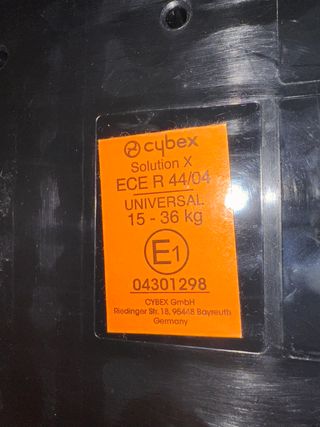 cybex
Solution X
ECE R 44/04
UNIVERSAL
15 - 36 kg
E1
04301298
CYBEX GmbH
Riedinger Str. 18, 95448 Bayreuth
Germany